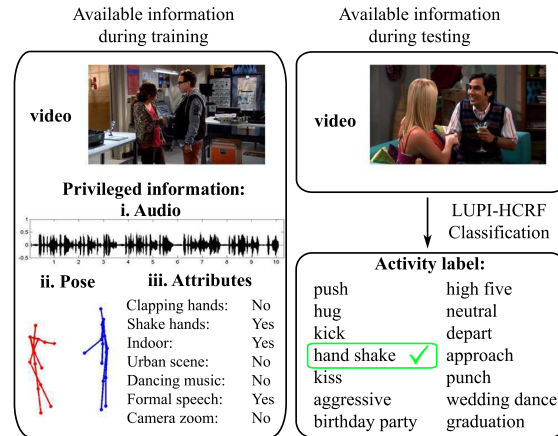 Available information
during training
video
Privileged information:
i. Audio
1
0.5
0
-1
0 1 2 3 4 5 6 7 8 9 10
ii. Pose
iii. Attributes
Clapping hands: No
Shake hands: Yes
Indoor: Yes
Urban scene: No
Dancing music: No
Formal speech: Yes
Camera zoom: No
Available information
during testing
video
LUPI-HCRF
Classification
Activity label:
push high five
hug neutral
kick depart
hand shake approach
kiss punch
aggressive wedding dance
birthday party graduation